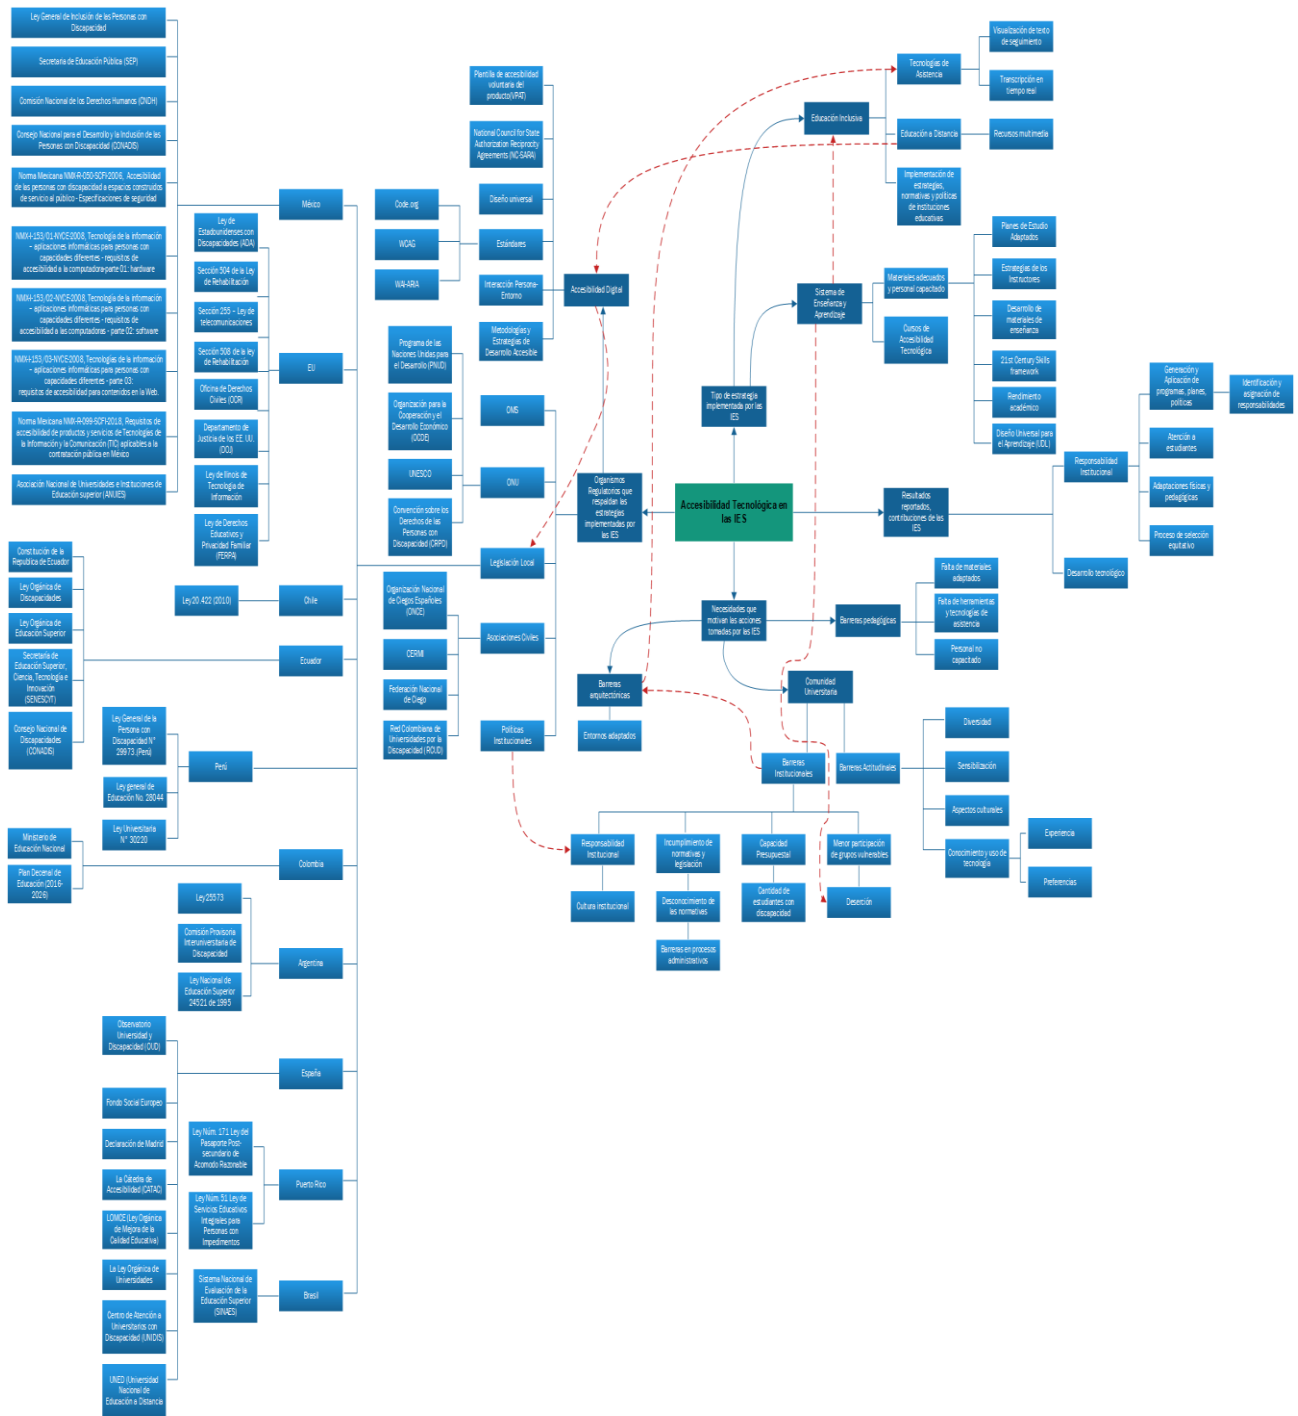 Ley General de Inclusión de las Personas con
Discapacidad
Secretaria de Educación Pública (SEP)
Comisión Nacional de los Derechos Humanos (CNDH)
Consejo Nacional para el Desarrollo y la Inclusión de las
Personas con Discapacidad (CONADIS)
Norma Mexicana NMX-R-050-SCFI-2006, Accesibilidad
de las personas con discapacidad a espacios construidos
de servicio al público - Especificaciones de seguridad
NMX-I-153/01-NYCE-2008, Tecnología de la información
– aplicaciones informáticas para personas con
capacidades diferentes - requisitos de
accesibilidad a la computadora-parte 01: hardware
NMX-I-153/02-NYCE-2008, Tecnología de la información
– aplicaciones informáticas para personas con
capacidades diferentes - requisitos de
accesibilidad a las computadoras - parte 02: software
NMX-I-153/03-NYCE-2008, Tecnologías de la información
– aplicaciones informáticas para personas con
capacidades diferentes - parte 03:
requisitos de accesibilidad para contenidos en la Web.
Norma Mexicana NMX-R-099-SCFI-2018, Requisitos de
accesibilidad de productos y servicios de Tecnologías de
la Información y la Comunicación (TIC) aplicables a la
contratación pública en México
Asociación Nacional de Universidades e Instituciones de
Educación superior (ANUIES)
México
Ley de
Estadounidenses con
Discapacidades (ADA)
Sección 504 de la Ley
de Rehabilitación
Sección 255 – Ley de
telecomunicaciones
Sección 508 de la ley
de Rehabilitación
Oficina de Derechos
Civiles (OCR)
Departamento de
Justicia de los EE. UU.
(DOJ)
Ley de Ilinois de
Tecnología de
Información
Ley de Derechos
Educativos y
Privacidad Familiar
(FERPA)
EU
Ley 20.422 (2010)
Chile
Constitución de la
Republica de Ecuador
Ley Orgánica de
Discapacidades
Ley Orgánica de
Educación Superior
Secretaría de
Educación Superior,
Ciencia, Tecnología e
Innovación
(SENESCYT)
Consejo Nacional de
Discapacidades
(CONADIS)
Ecuador
Ley General de la
Persona con
Discapacidad N°
29973 (Perú)
Ley general de
Educación No. 28044
Ley Universitaria
N° 30220
Perú
Ministerio de
Educación Nacional
Plan Decenal de
Educación (2016-
2026)
Colombia
Ley 25573
Comisión Provisoria
Interuniversitaria de
Discapacidad
Ley Nacional de
Educación Superior
24521 de 1995
Argentina
Observatorio
Universidad y
Discapacidad (OUD)
Fondo Social Europeo
Declaración de Madrid
La Cátedra de
Accesibilidad (CATAC)
LOMCE (Ley Orgánica
de Mejora de la
Calidad Educativa)
La Ley Orgánica de
Universidades
Centro de Atención a
Universitarios con
Discapacidad (UNIDIS)
UNED (Universidad
Nacional de
Educación a Distancia
España
Ley Núm. 171 Ley del
Pasaporte Post-
secundario de
Acomodo Razonable
Ley Núm. 51 Ley de
Servicios Educativos
Integrales para
Personas con
Impedimentos
Puerto Rico
Sistema Nacional de
Evaluación de la
Educación Superior
(SINAES)
Brasil
Plantilla de accesibilidad
voluntaria del
producto(VPAT)
National Council for State
Authorization Reciprocity
Agreements (NC-SARA)
Diseño universal
Code.org
WCAG
WAI-ARIA
Estándares
Interacción Persona-
Entorno
Metodologías y
Estrategias de
Desarrollo Accesible
Accesibilidad Digital
Programa de las
Naciones Unidas para
el Desarrollo (PNUD)
Organización para la
Cooperación y el
Desarrollo Económico
(OCDE)
UNESCO
Convención sobre los
Derechos de las
Personas con
Discapacidad (CRPD)
OMS
ONU
Legislación Local
Organización Nacional
de Ciegos Españoles
(ONCE)
CERMI
Federación Nacional
de Ciego
Red Colombiana de
Universidades por la
Discapacidad (RCUD)
Asociaciones Civiles
Políticas
Institucionales
Organismos
Regulatorios que
respaldan las
estrategias
implementadas por
las IES
Accesibilidad Tecnológica en
las IES
Tipo de estrategia
implementada por las
IES
Educación Inclusiva
Tecnologías de
Asistencia
Visualización de texto
de seguimiento
Transcripción en
tiempo real
Educación a Distancia
Recursos multimedia
Implementación de
estrategias,
normativas y políticas
de instituciones
educativas
Sistema de
Enseñanza y
Aprendizaje
Materiales adecuados
y personal capacitado
Cursos de
Accesibilidad
Tecnológica
Planes de Estudio
Adaptados
Estrategias de los
Instructores
Desarrollo de
materiales de
enseñanza
21st Century Skills
framework
Rendimiento
académico
Diseño Universal para
el Aprendizaje (UDL)
Resultados
reportados,
contribuciones de las
IES
Responsabilidad
Institucional
Generación y
Aplicación de
programas, planes,
políticas
Identificación y
asignación de
responsabilidades
Atención a
estudiantes
Adaptaciones físicas y
pedagógicas
Proceso de selección
equitativo
Desarrollo tecnológico
Necesidades que
motivan las acciones
tomadas por las IES
Barreras pedagógicas
Falta de materiales
adaptados
Falta de herramientas
y tecnologías de
asistencia
Personal no
capacitado
Barreras
arquitectónicas
Entornos adaptados
Comunidad
Universitaria
Barreras
Institucionales
Barreras Actitudinales
Diversidad
Sensibilización
Aspectos culturales
Conocimiento y uso de
tecnología
Experiencia
Preferencias
Responsabilidad
Institucional
Cultura institucional
Incumplimiento de
normativas y
legislación
Desconocimiento de
las normativas
Barreras en procesos
administrativos
Capacidad
Presupuestal
Cantidad de
estudiantes con
discapacidad
Menor participación
de grupos vulnerables
Deserción